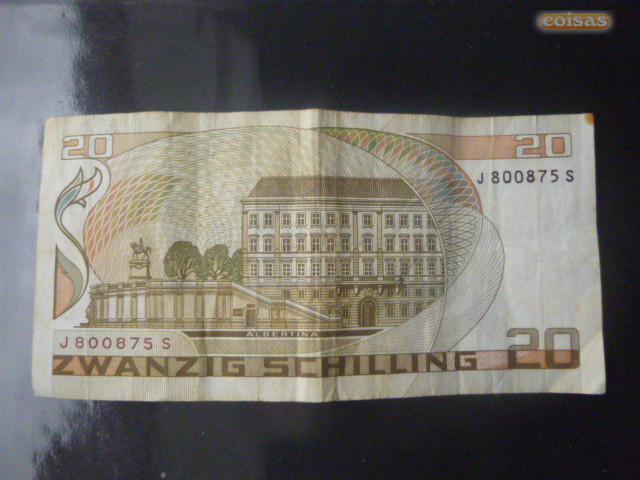 coisas
20
20
J 800875 S
ALBERTINA
J 800875 S
ZWANZIG SCHILLING 20